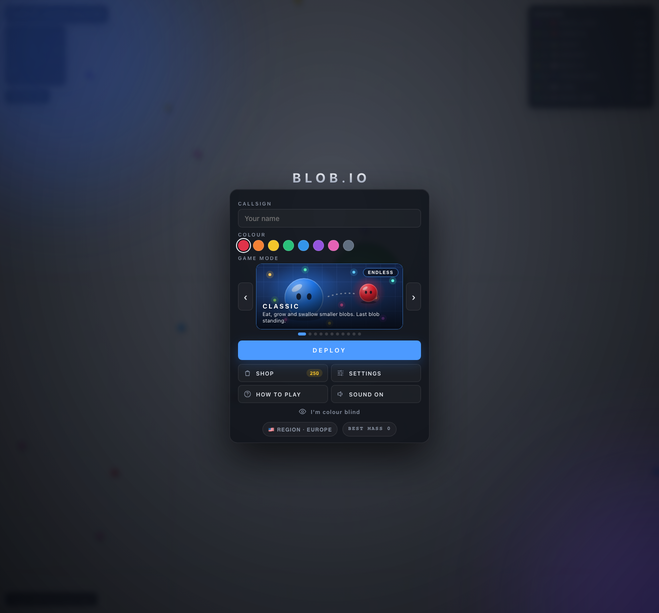 BLOB.IO
CALLSIGN
Your name
COLOUR
GAME MODE
ENDLESS
CLASSIC
Eat, grow and swallow smaller blobs. Last blob
standing.
DEPLOY
SHOP
250
SETTINGS
HOW TO PLAY
SOUND ON
I'm colour blind
REGION · EUROPE
BEST MASS 0